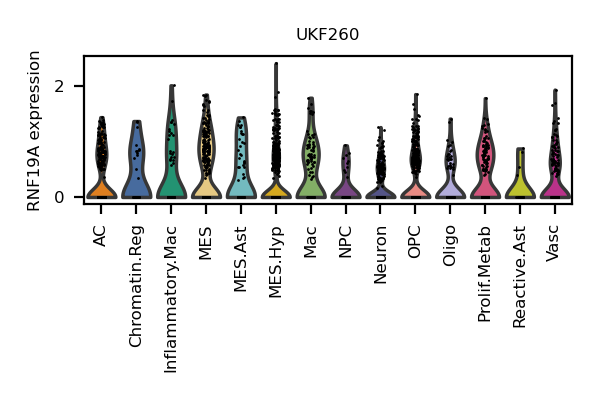 UKF260
RNF19A expression
2
0
AC
Chromatin.Reg
Inflammatory.Mac
MES
MES.Ast
MES.Hyp
Mac
NPC
Neuron
OPC
Oligo
Prolif.Metab
Reactive.Ast
Vasc